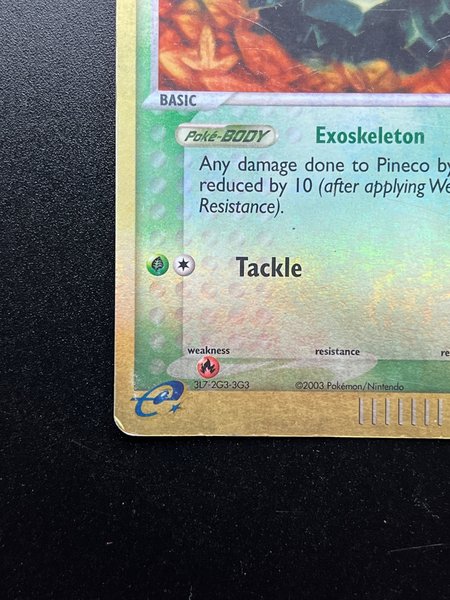 BASIC
Poké-BODY Exoskeleton
Any damage done to Pineco by
reduced by 10 (after applying We
Resistance).
Tackle
weakness resistance re
3L7-2G3-3G3 ©2003 Pokémon/Nintendo
e